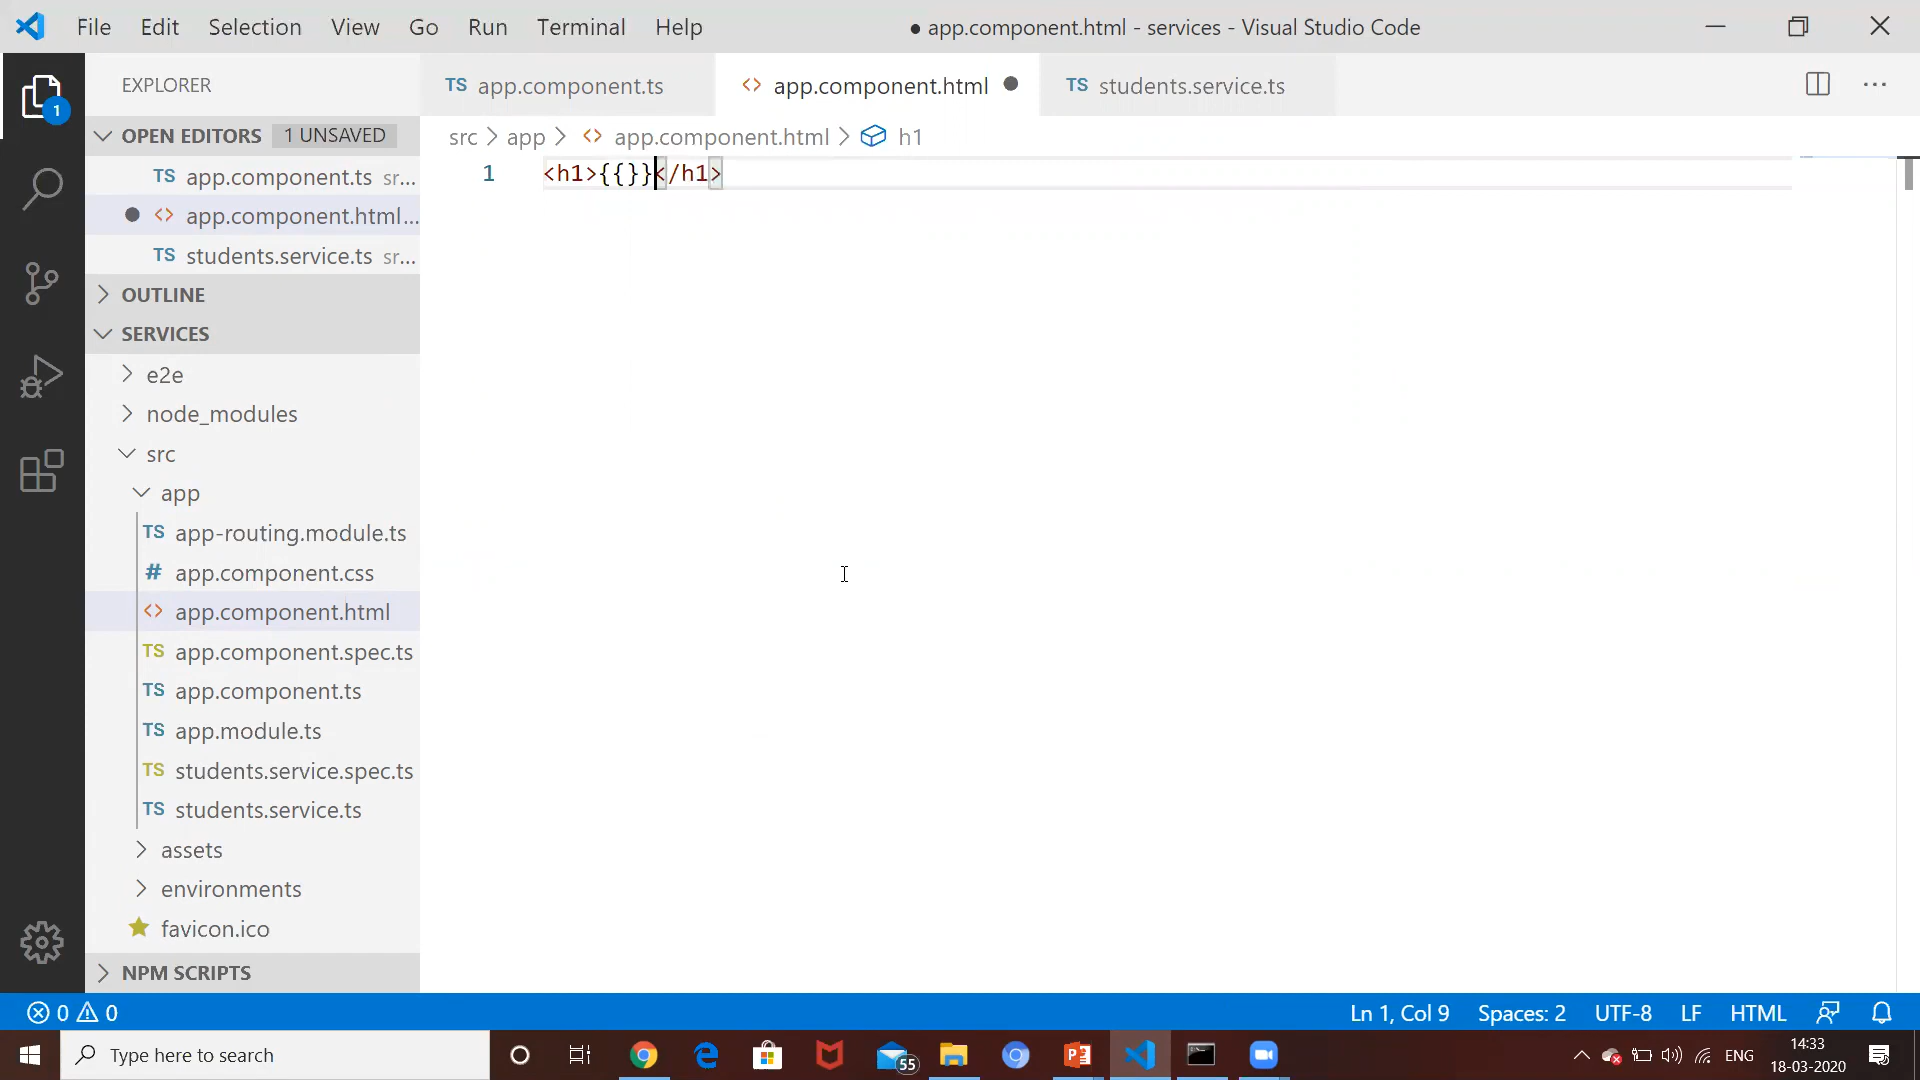 File Edit Selection View Go Run Terminal Help
● app.component.html - services - Visual Studio Code
EXPLORER
1
OPEN EDITORS 1 UNSAVED
TS app.component.ts sr...
app.component.html...
TS students.service.ts sr...
OUTLINE
SERVICES
e2e
node_modules
src
app
TS app-routing.module.ts
# app.component.css
<> app.component.html
TS app.component.spec.ts
TS app.component.ts
TS app.module.ts
TS students.service.spec.ts
TS students.service.ts
assets
environments
favicon.ico
NPM SCRIPTS
TS app.component.ts
<> app.component.html
TS students.service.ts
src > app > <> app.component.html > h1
1 <h1>{{}}</h1>
0 0
Ln 1, Col 9 Spaces: 2 UTF-8 LF HTML
Type here to search
55
ENG
14:33
18-03-2020